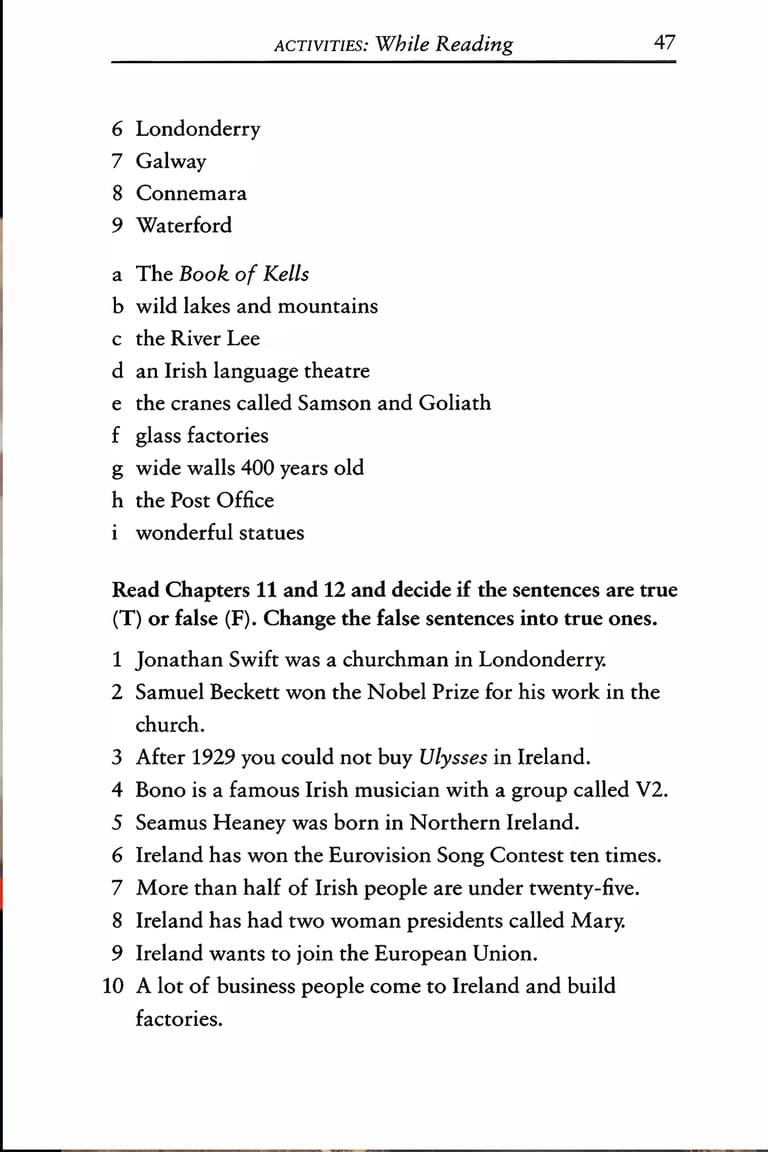 ACTIVITIES: While Reading 47
6 Londonderry
7 Galway
8 Connemara
9 Waterford
a The Book of Kells
b wild lakes and mountains
c the River Lee
d an Irish language theatre
e the cranes called Samson and Goliath
f glass factories
g wide walls 400 years old
h the Post Office
i wonderful statues
Read Chapters 11 and 12 and decide if the sentences are true
(T) or false (F). Change the false sentences into true ones.
1 Jonathan Swift was a churchman in Londonderry.
2 Samuel Beckett won the Nobel Prize for his work in the
church.
3 After 1929 you could not buy Ulysses in Ireland.
4 Bono is a famous Irish musician with a group called V2.
5 Seamus Heaney was born in Northern Ireland.
6 Ireland has won the Eurovision Song Contest ten times.
7 More than half of Irish people are under twenty-five.
8 Ireland has had two woman presidents called Mary.
9 Ireland wants to join the European Union.
10 A lot of business people come to Ireland and build
factories.